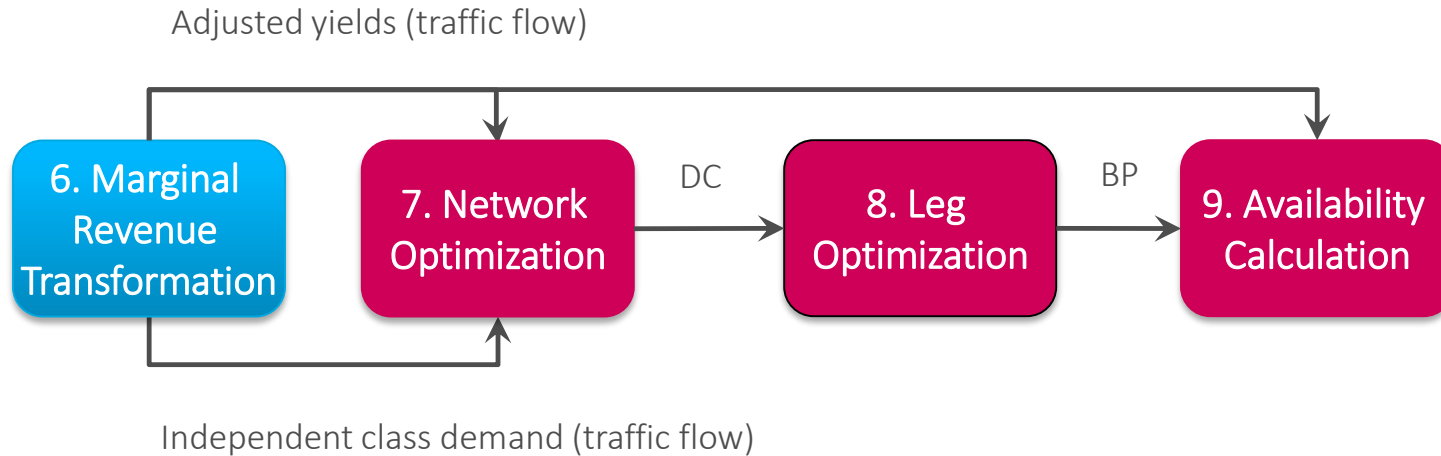 Adjusted yields (traffic flow)
6. Marginal
Revenue
Transformation
7. Network
Optimization
DC
8. Leg
Optimization
BP
9. Availability
Calculation
Independent class demand (traffic flow)